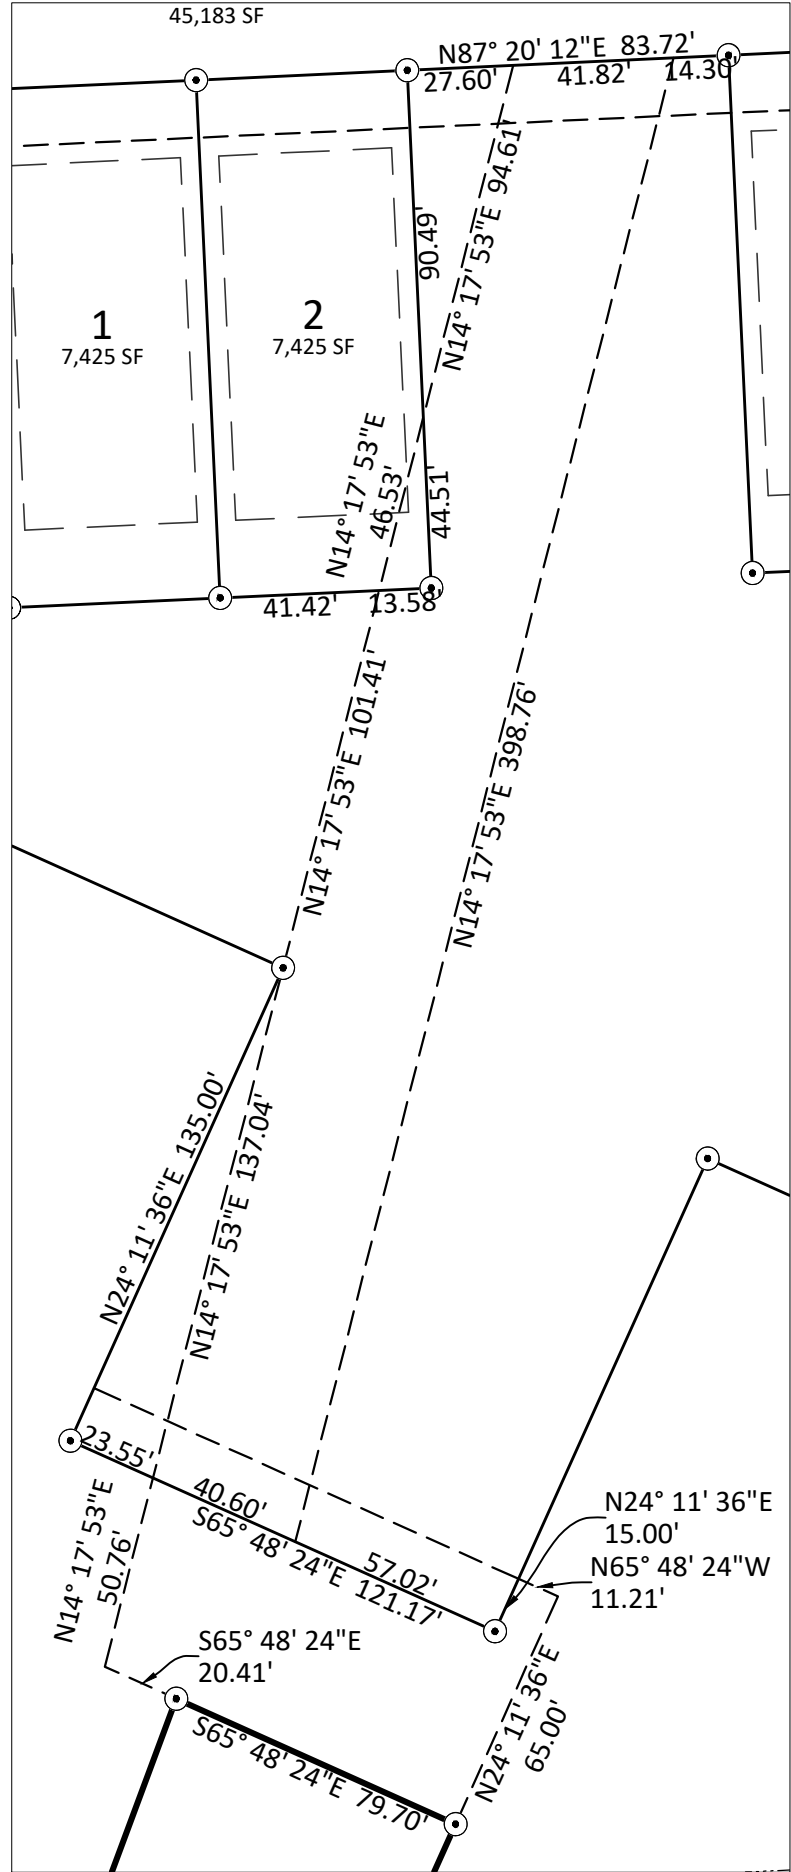 45,183 SF
N87° 20' 12"E 83.72'
27.60'
41.82'
14.30'
N14° 17' 53"E 94.61'
90.49'
1
7,425 SF
2
7,425 SF
N14° 17' 53"E
46.53'
44.51'
41.42'
13.58'
N14° 17' 53"E 101.41'
N14° 17' 53"E 398.76'
N24° 11' 36"E 135.00'
N14° 17' 53"E 137.04'
23.55'
40.60'
S65° 48' 24"E 121.17'
57.02'
N24° 11' 36"E
15.00'
N65° 48' 24"W
11.21'
N14° 17' 53"E
50.76'
S65° 48' 24"E
20.41'
S65° 48' 24"E 79.70'
N24° 11' 36"E
65.00'